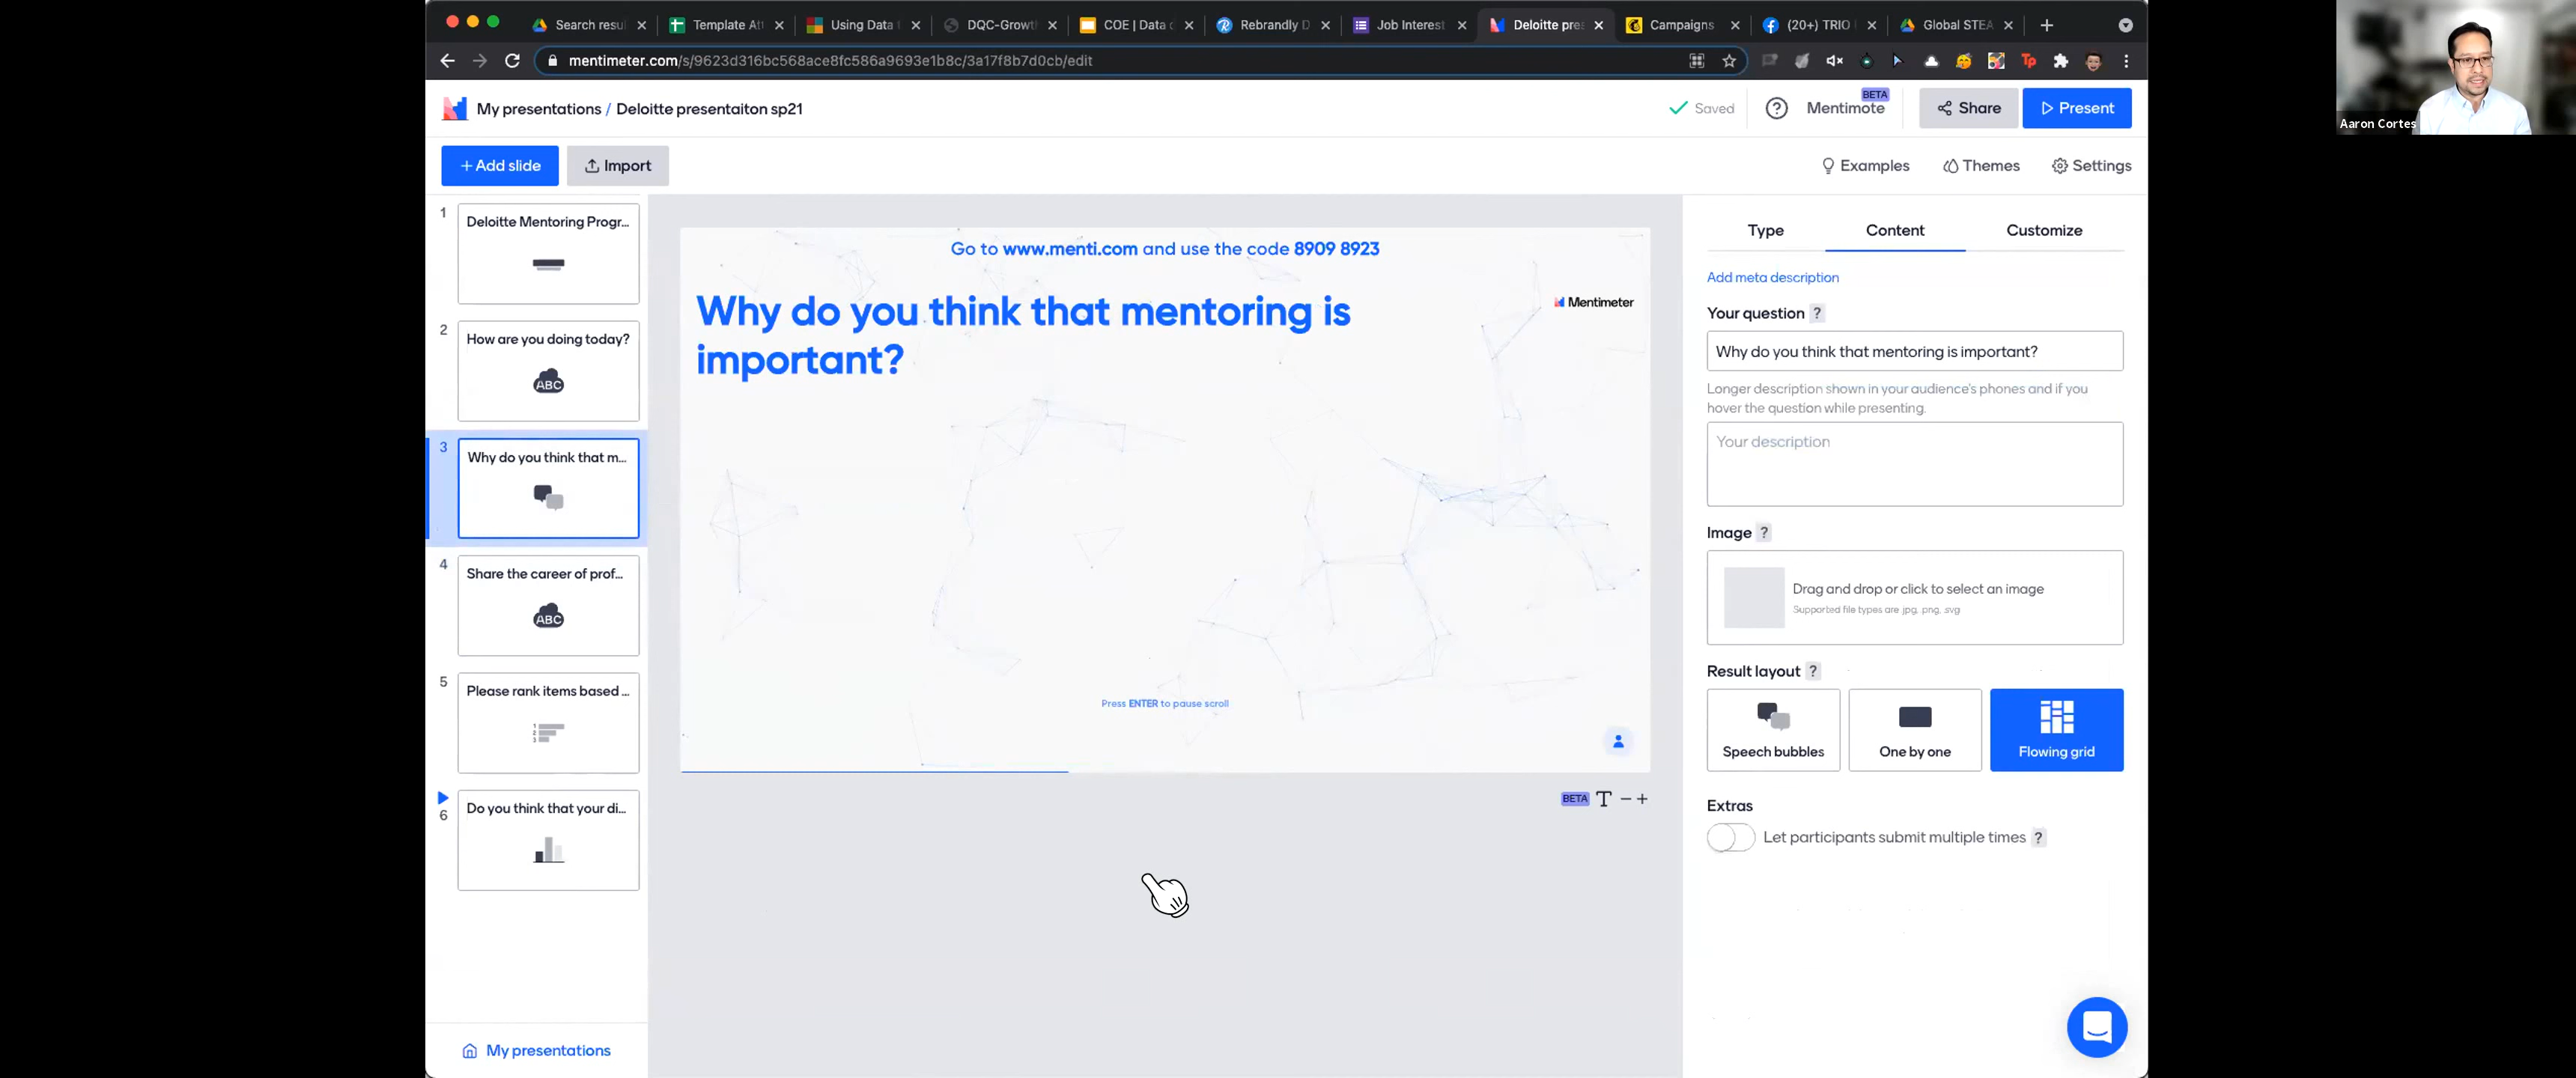 Search resu
Template Att
Using Data
DQC-Growt
COE | Data
Rebrandly D
Job Interest
Deloitte pres
Campaigns
(20+) TRIO
Global STEA
mentimeter.com/s/9623d316bc568ace8fc586a9693e1b8c/3a17f8b7d0cb/edit
Tp
Aaron Cortes
My presentations / Deloitte presentaiton sp21
Saved
?
Mentimote
BETA
Share
Present
+ Add slide
Import
Examples
Themes
Settings
1
Deloitte Mentoring Progr...
2
How are you doing today?
ABC
3
Why do you think that m...
4
Share the career of prof...
ABC
5
Please rank items based ...
6
Do you think that your di...
My presentations
Go to www.menti.com and use the code 8909 8923
Why do you think that mentoring is
important?
Mentimeter
Press ENTER to pause scroll
BETA T − +
Type
Content
Customize
Add meta description
Your question ?
Why do you think that mentoring is important?
Longer description shown in your audience's phones and if you
hover the question while presenting.
Your description
Image ?
Drag and drop or click to select an image
Supported file types are .jpg, .png, .svg
Result layout ?
Speech bubbles
One by one
Flowing grid
Extras
Let participants submit multiple times ?